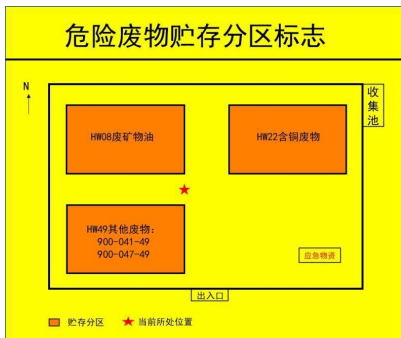 危险废物贮存分区标志
N
收集池
HW08废矿物油
HW22含铜废物
HW49其他废物：
900-041-49
900-047-49
应急物资
出入口
贮存分区
当前所处位置